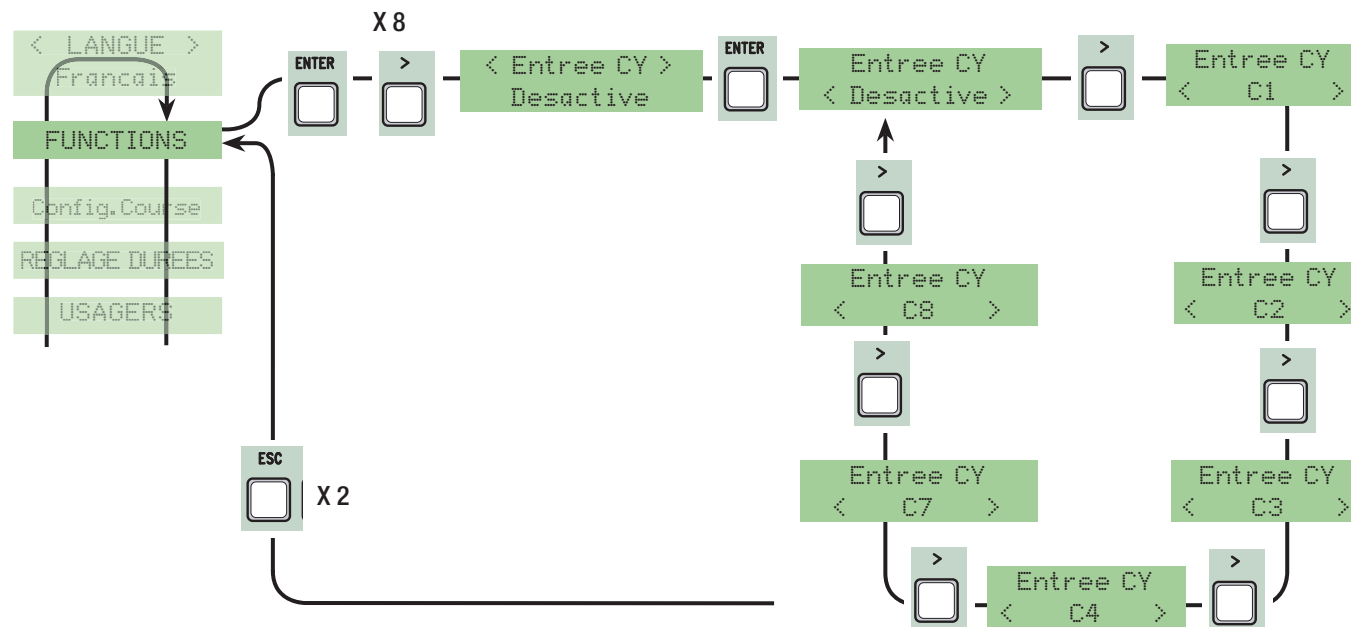 X 8
< LANGUE >
Francais
FUNCTIONS
Config.Course
REGLAGE DUREES
USAGERS
ENTER
>
< Entree CY >
Desactive
ENTER
Entree CY
< Desactive >
>
Entree CY
< C1 >
>
Entree CY
< C2 >
>
Entree CY
< C3 >
>
Entree CY
< C4 >
>
Entree CY
< C7 >
>
Entree CY
< C8 >
>
ESC
X 2